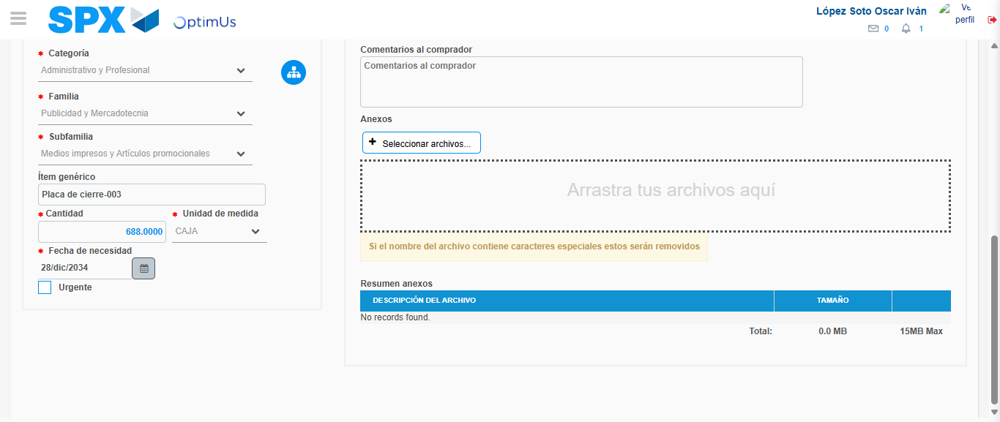 SPX
OptimUs
López Soto Oscar Iván
0
1
Ve
perfil
* Categoría
Administrativo y Profesional
* Familia
Publicidad y Mercadotecnia
* Subfamilia
Medios impresos y Artículos promocionales
Ítem genérico
Placa de cierre-003
* Cantidad
* Unidad de medida
688.0000
CAJA
* Fecha de necesidad
28/dic/2034
Urgente
Comentarios al comprador
Comentarios al comprador
Anexos
+ Seleccionar archivos...
Arrastra tus archivos aquí
Si el nombre del archivo contiene caracteres especiales estos serán removidos
Resumen anexos
DESCRIPCIÓN DEL ARCHIVO
TAMAÑO
No records found.
Total:
0.0 MB
15MB Max